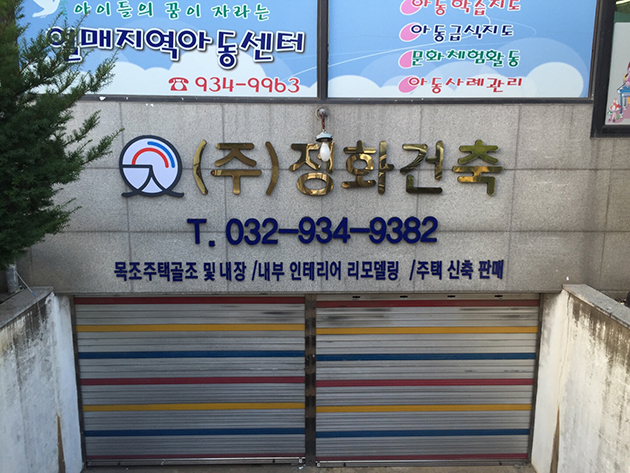 아이들의 꿈이 자라는
열매지역아동센터
☎934-9963
아동학습지도
아동급식지도
문화체험활동
아동사례관리
(주)정화건축
T. 032-934-9382
목조주택골조 및 내장 /내부 인테리어 리모델링 /주택 신축 판매